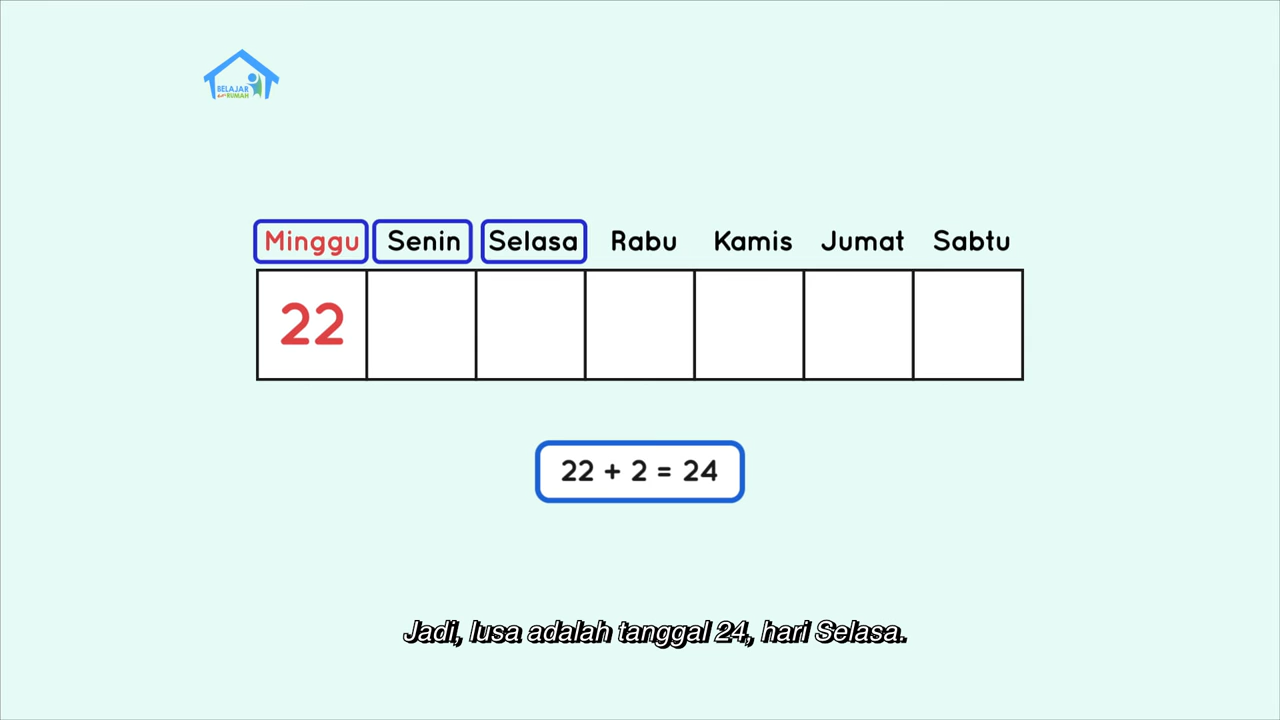 BELAJAR
dari RUMAH
Minggu Senin Selasa Rabu Kamis Jumat Sabtu
22
22 + 2 = 24
Jadi, lusa adalah tanggal 24, hari Selasa.